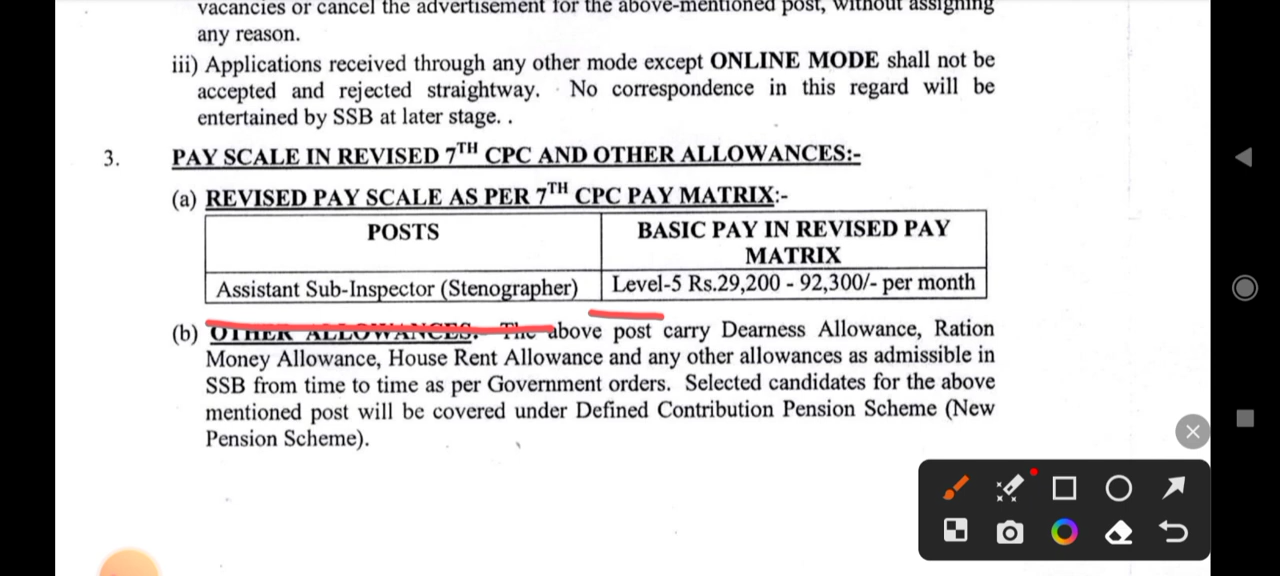 vacancies or cancel the advertisement for the above-mentioned post, without assigning
any reason.
iii) Applications received through any other mode except ONLINE MODE shall not be
accepted and rejected straightway. No correspondence in this regard will be
entertained by SSB at later stage. .
3. PAY SCALE IN REVISED 7TH CPC AND OTHER ALLOWANCES:-
(a) REVISED PAY SCALE AS PER 7TH CPC PAY MATRIX:-
POSTS
BASIC PAY IN REVISED PAY
MATRIX
Assistant Sub-Inspector (Stenographer)
Level-5 Rs.29,200 - 92,300/- per month
(b) OTHER ALLOWANCES. The above post carry Dearness Allowance, Ration
Money Allowance, House Rent Allowance and any other allowances as admissible in
SSB from time to time as per Government orders. Selected candidates for the above
mentioned post will be covered under Defined Contribution Pension Scheme (New
Pension Scheme).